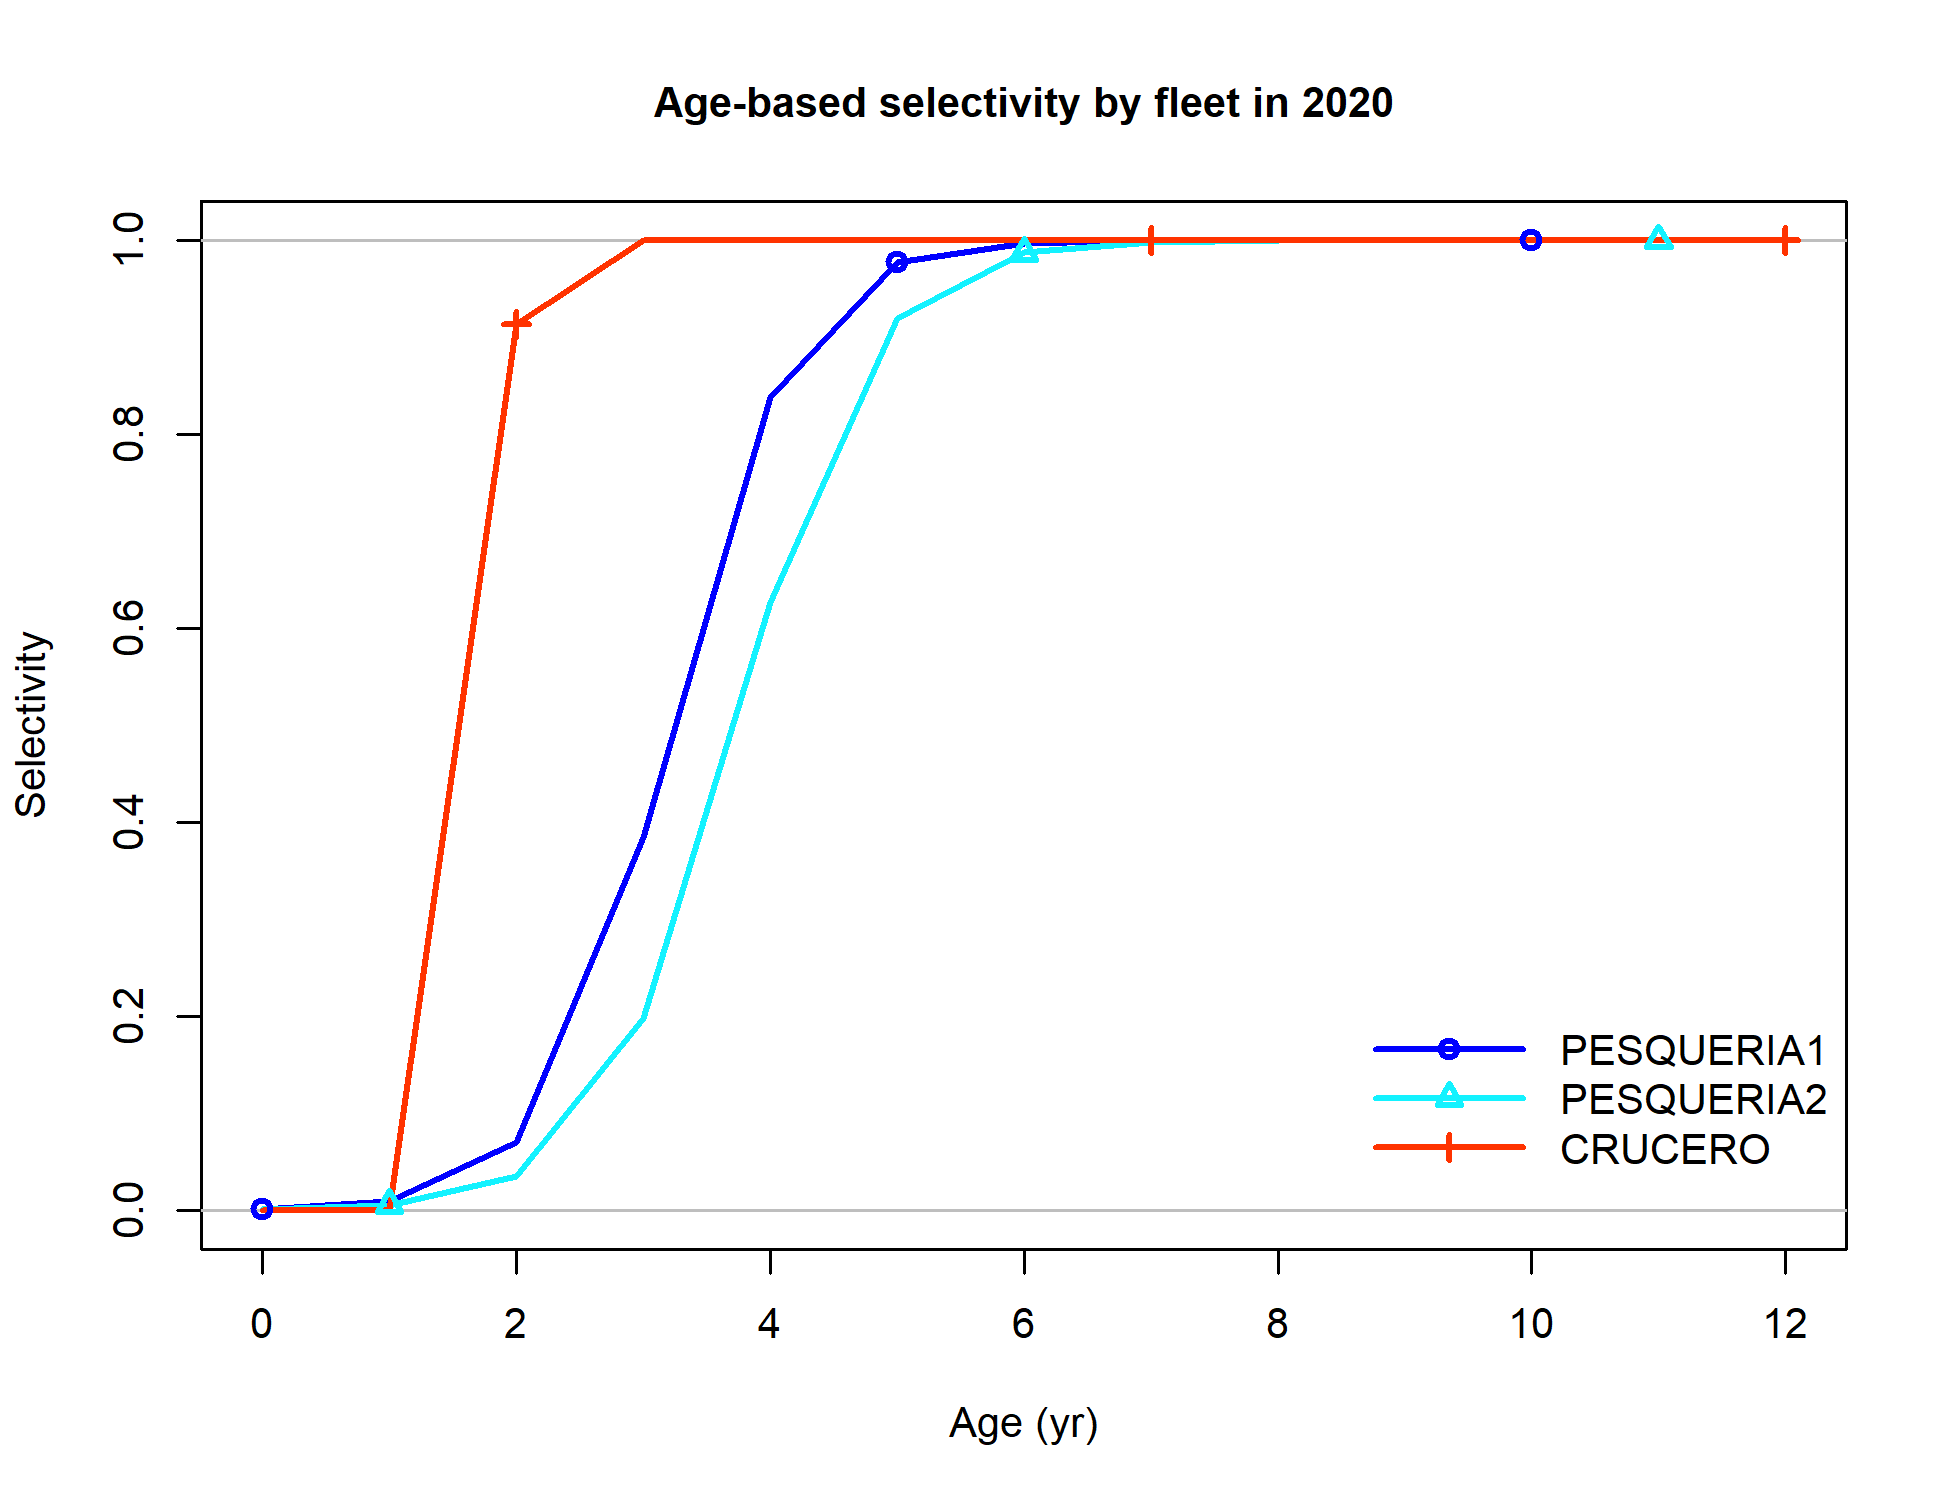 Age-based selectivity by fleet in 2020
1.0
0.8
0.6
0.4
0.2
0.0
Selectivity
PESQUERIA1
PESQUERIA2
CRUCERO
0 2 4 6 8 10 12
Age (yr)